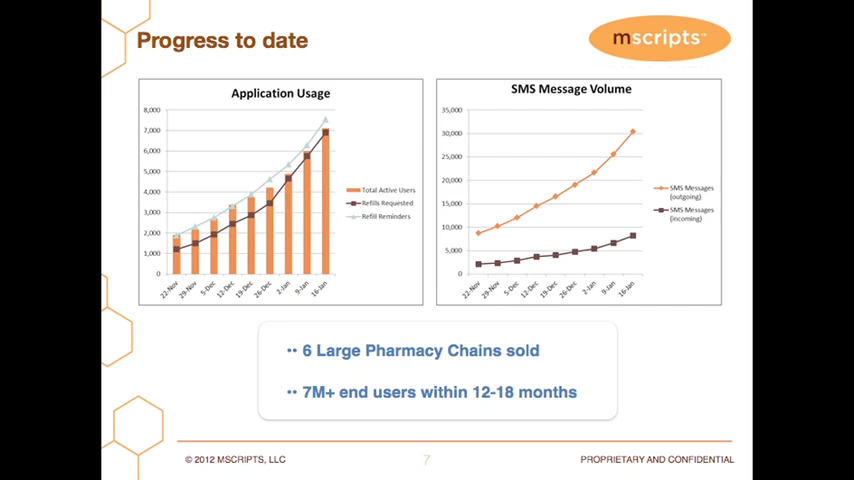 Progress to date
mscripts™
Application Usage
8,000
7,000
6,000
5,000
4,000
3,000
2,000
1,000
0
22-Nov
29-Nov
5-Dec
12-Dec
19-Dec
26-Dec
2-Jan
9-Jan
16-Jan
Total Active Users
Refills Requested
Refill Reminders
SMS Message Volume
35,000
30,000
25,000
20,000
15,000
10,000
5,000
0
22-Nov
29-Nov
5-Dec
12-Dec
19-Dec
26-Dec
2-Jan
9-Jan
16-Jan
SMS Messages
(outgoing)
SMS Messages
(incoming)
•• 6 Large Pharmacy Chains sold
•• 7M+ end users within 12-18 months
© 2012 MSCRIPTS, LLC
7
PROPRIETARY AND CONFIDENTIAL